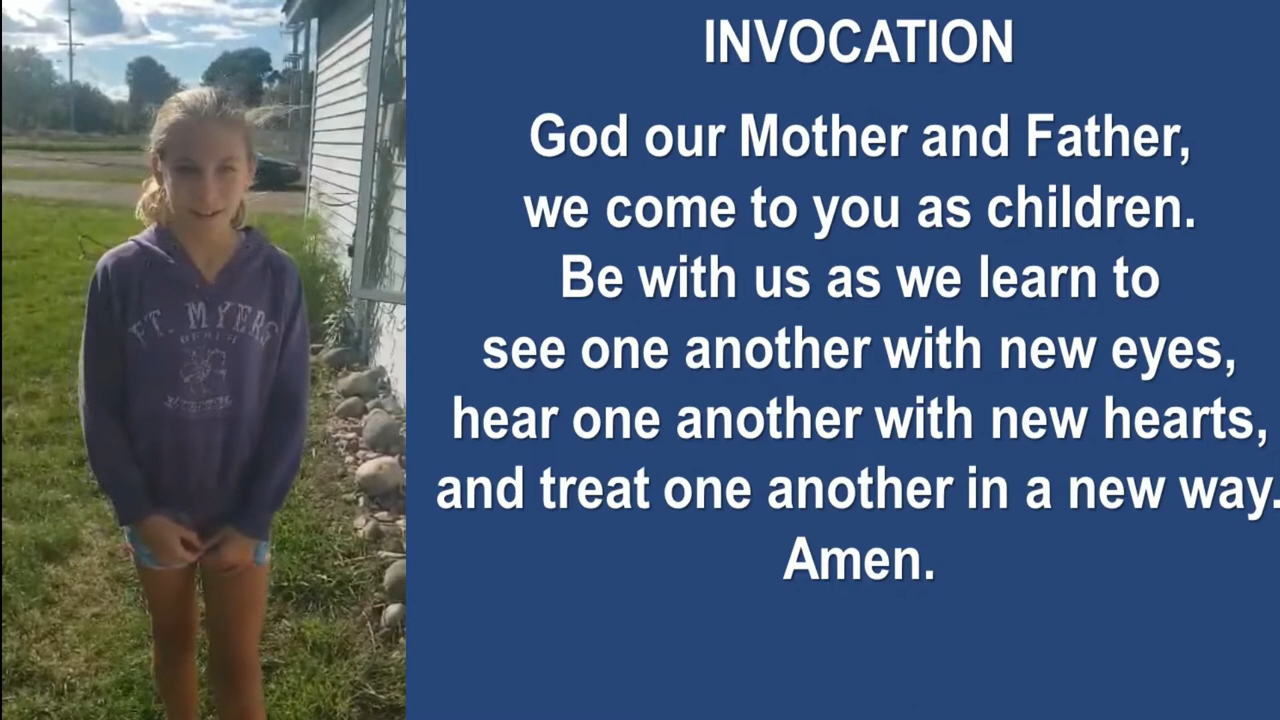 INVOCATION
God our Mother and Father,
we come to you as children.
Be with us as we learn to
see one another with new eyes,
hear one another with new hearts,
and treat one another in a new way.
Amen.
FT. MYERS
BEACH